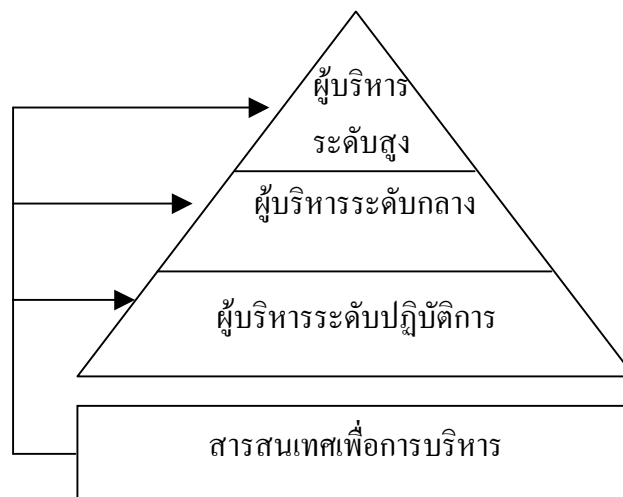 ผู้บริหาร
ระดับสูง
ผู้บริหารระดับกลาง
ผู้บริหารระดับปฏิบัติการ
สารสนเทศเพื่อการบริหาร